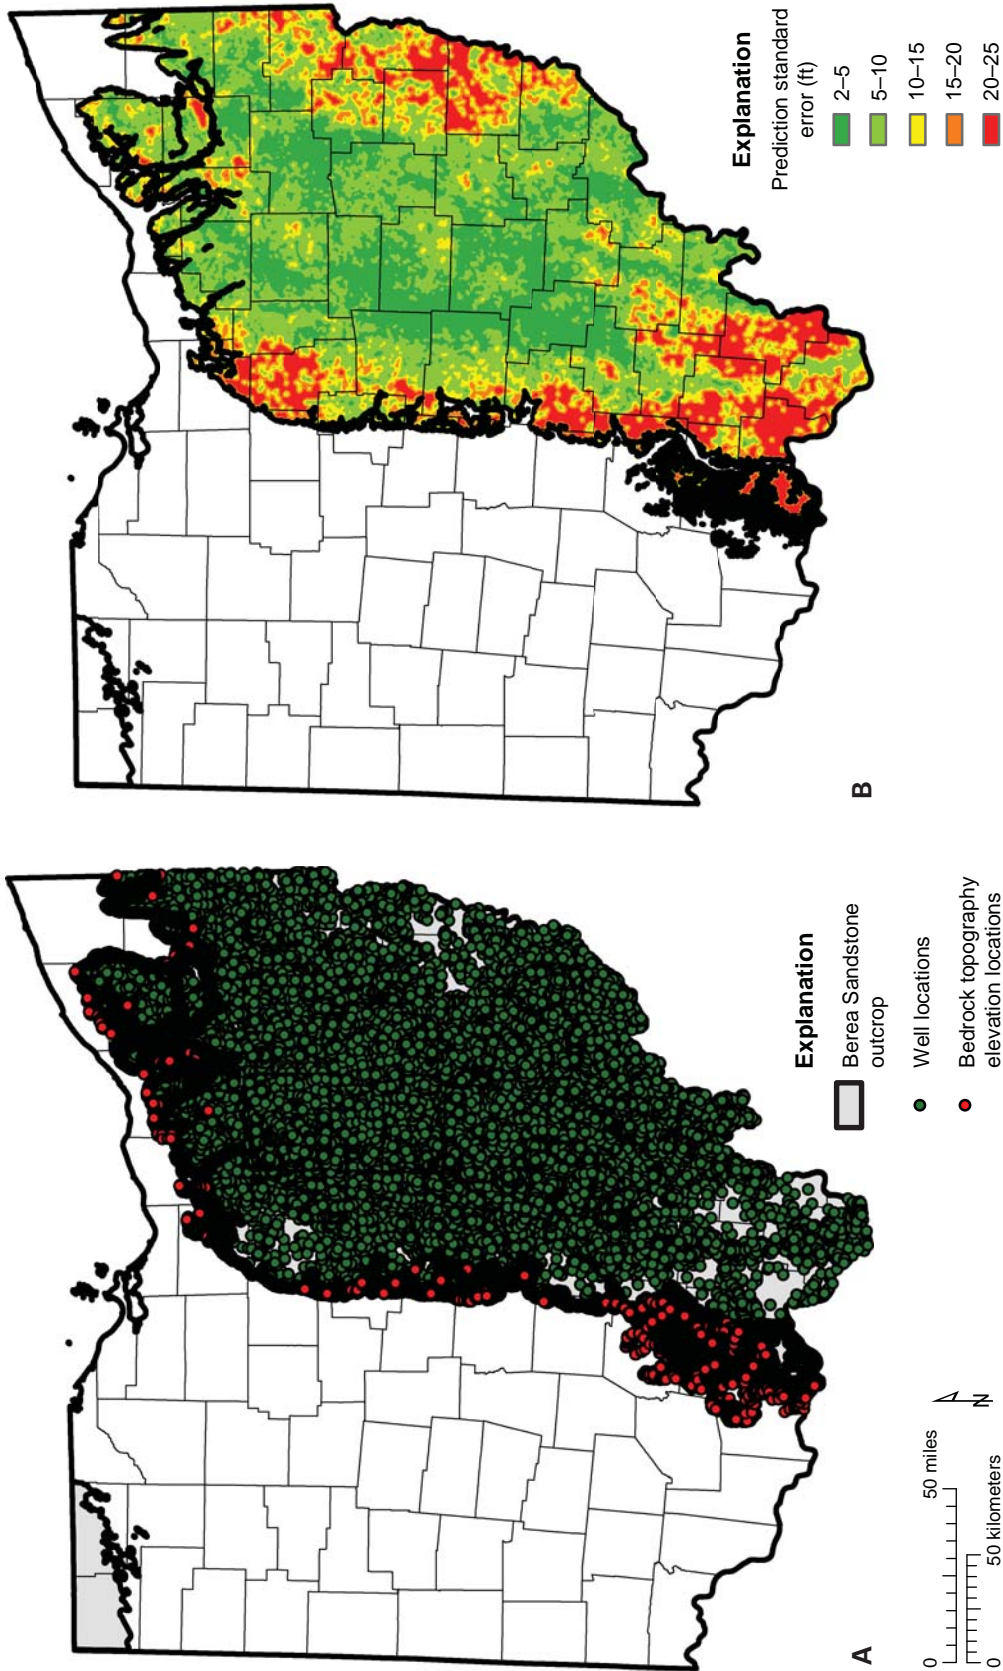 A
0
50 miles
0
50 kilometers
N
Explanation
Berea Sandstone
outcrop
Well locations
Bedrock topography
elevation locations
B
Explanation
Prediction standard
error (ft)
2–5
5–10
10–15
15–20
20–25